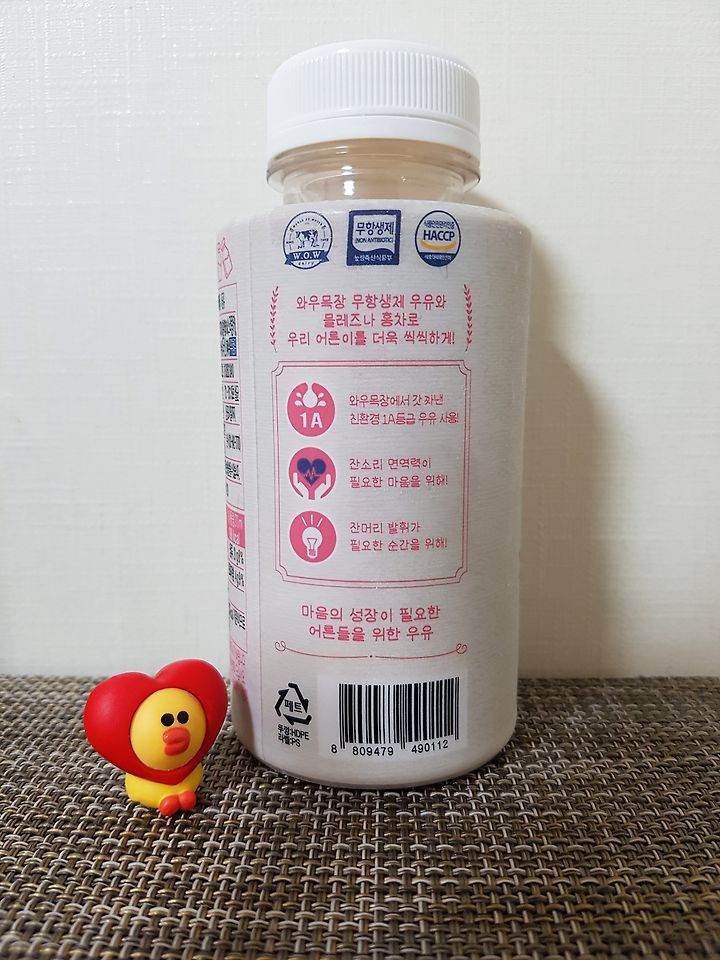 W.O.W
dairy
무항생제
(NON ANTIBIOTIC)
농림축산식품부
식품안전관리인증
HACCP
식품의약품안전처
와우목장 무항생제 우유와
믈레즈나 홍차로
우리 어른이를 더욱 씩씩하게!
1A
와우목장에서 갓 짜낸
친환경 1A등급 우유 사용!
잔소리 면역력이
필요한 마음을 위해!
잔머리 발휘가
필요한 순간을 위해!
마음의 성장이 필요한
어른들을 위한 우유
페트
뚜껑:HDPE
라벨:PS
8 809479 490112